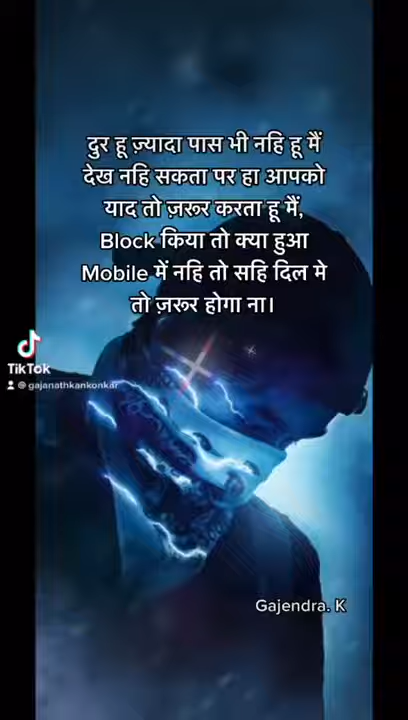 दुर हू ज़्यादा पास भी नहि हू मैं
देख नहि सकता पर हा आपको
याद तो ज़रूर करता हू मैं,
Block किया तो क्या हुआ
Mobile में नहि तो सहि दिल मे
तो ज़रूर होगा ना।
TikTok
@ gajanathkankonkar
Gajendra. K